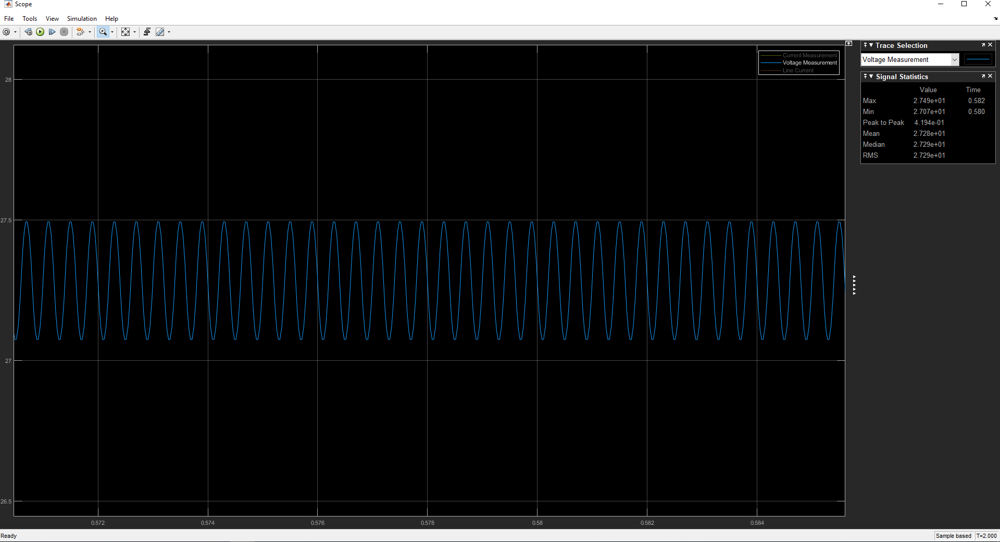 Scope
File Tools View Simulation Help
Current Measurement
Voltage Measurement
Line Current
28
27.5
27
26.5
0.572 0.574 0.576 0.578 0.58 0.582 0.584
Trace Selection
Voltage Measurement
Signal Statistics
Value Time
Max 2.749e+01 0.582
Min 2.707e+01 0.580
Peak to Peak 4.194e-01
Mean 2.728e+01
Median 2.729e+01
RMS 2.729e+01
Ready
Sample based T=2.000